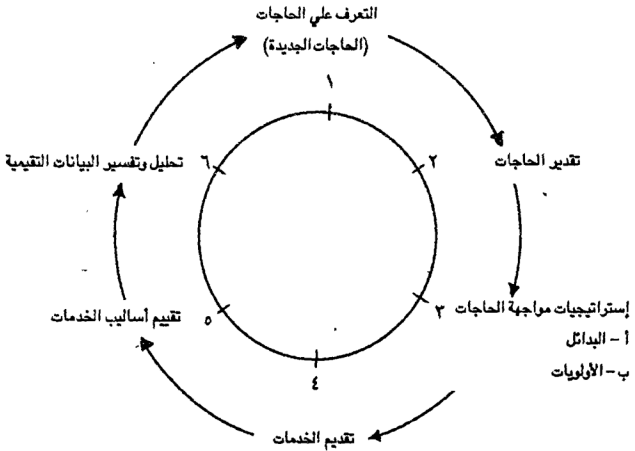 التعرف علي الحاجات
(الحاجات الجديدة)
١
تقدير الحاجات
٢
إستراتيجيات مواجهة الحاجات
أ – البدائل
ب – الأولويات
٣
٤
تقديم الخدمات
٥
تقييم أساليب الخدمات
٦
تحليل وتفسير البيانات التقيمية